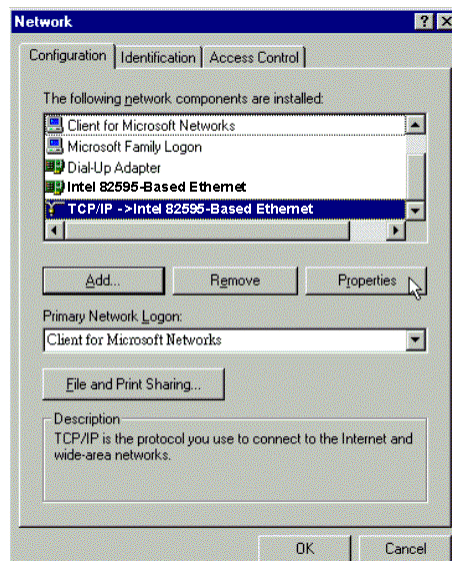 Network
Configuration Identification Access Control
The following network components are installed:
Client for Microsoft Networks
Microsoft Family Logon
Dial-Up Adapter
Intel 82595-Based Ethernet
TCP/IP ->Intel 82595-Based Ethernet
Add... Remove Properties
Primary Network Logon:
Client for Microsoft Networks
File and Print Sharing...
Description
TCP/IP is the protocol you use to connect to the Internet and
wide-area networks.
OK Cancel